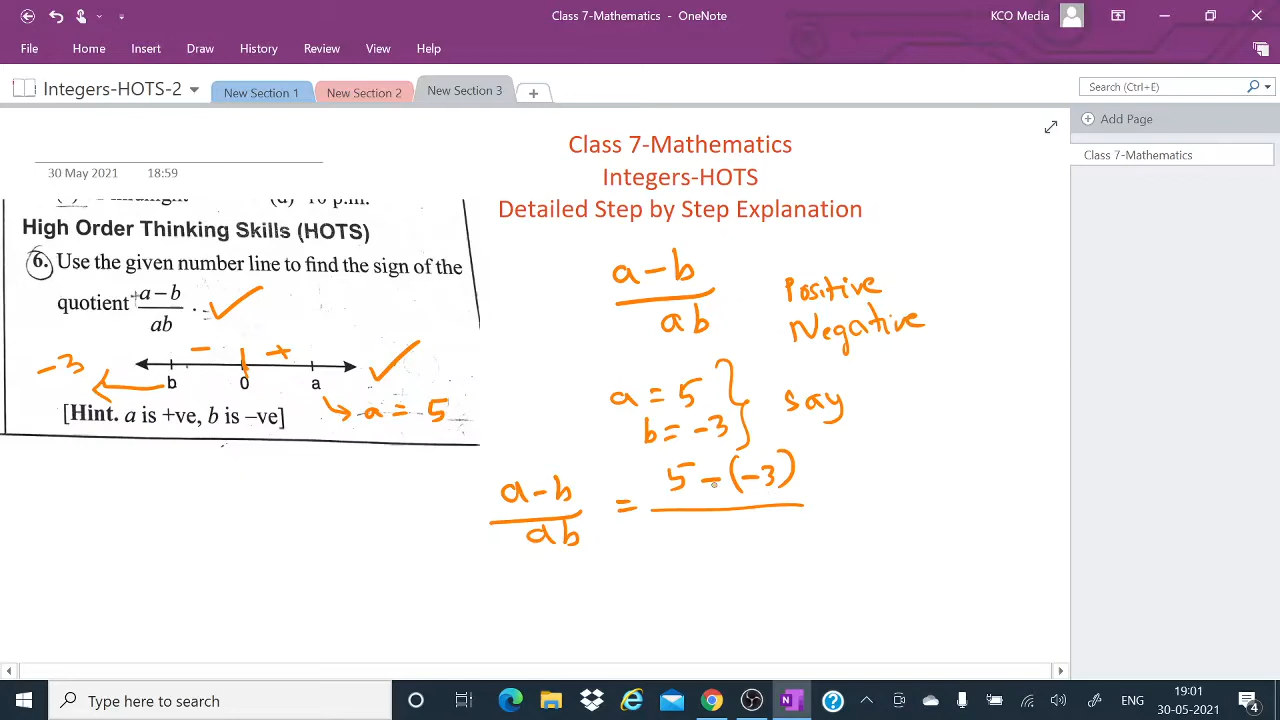 Class 7-Mathematics - OneNote
KCO Media
File Home Insert Draw History Review View Help
Integers-HOTS-2
New Section 1 New Section 2 New Section 3
Search (Ctrl+E)
Add Page
Class 7-Mathematics
30 May 2021 18:59
Class 7-Mathematics
Integers-HOTS
Detailed Step by Step Explanation
High Order Thinking Skills (HOTS)
6. Use the given number line to find the sign of the
quotient a – b
ab .
-3 - +
b 0 a
a = 5
[Hint. a is +ve, b is –ve]
a - b
ab
Positive
Negative
a = 5
b = -3
say
a - b
ab
= 5 - (-3)
Type here to search
ENG
19:01
30-05-2021
4